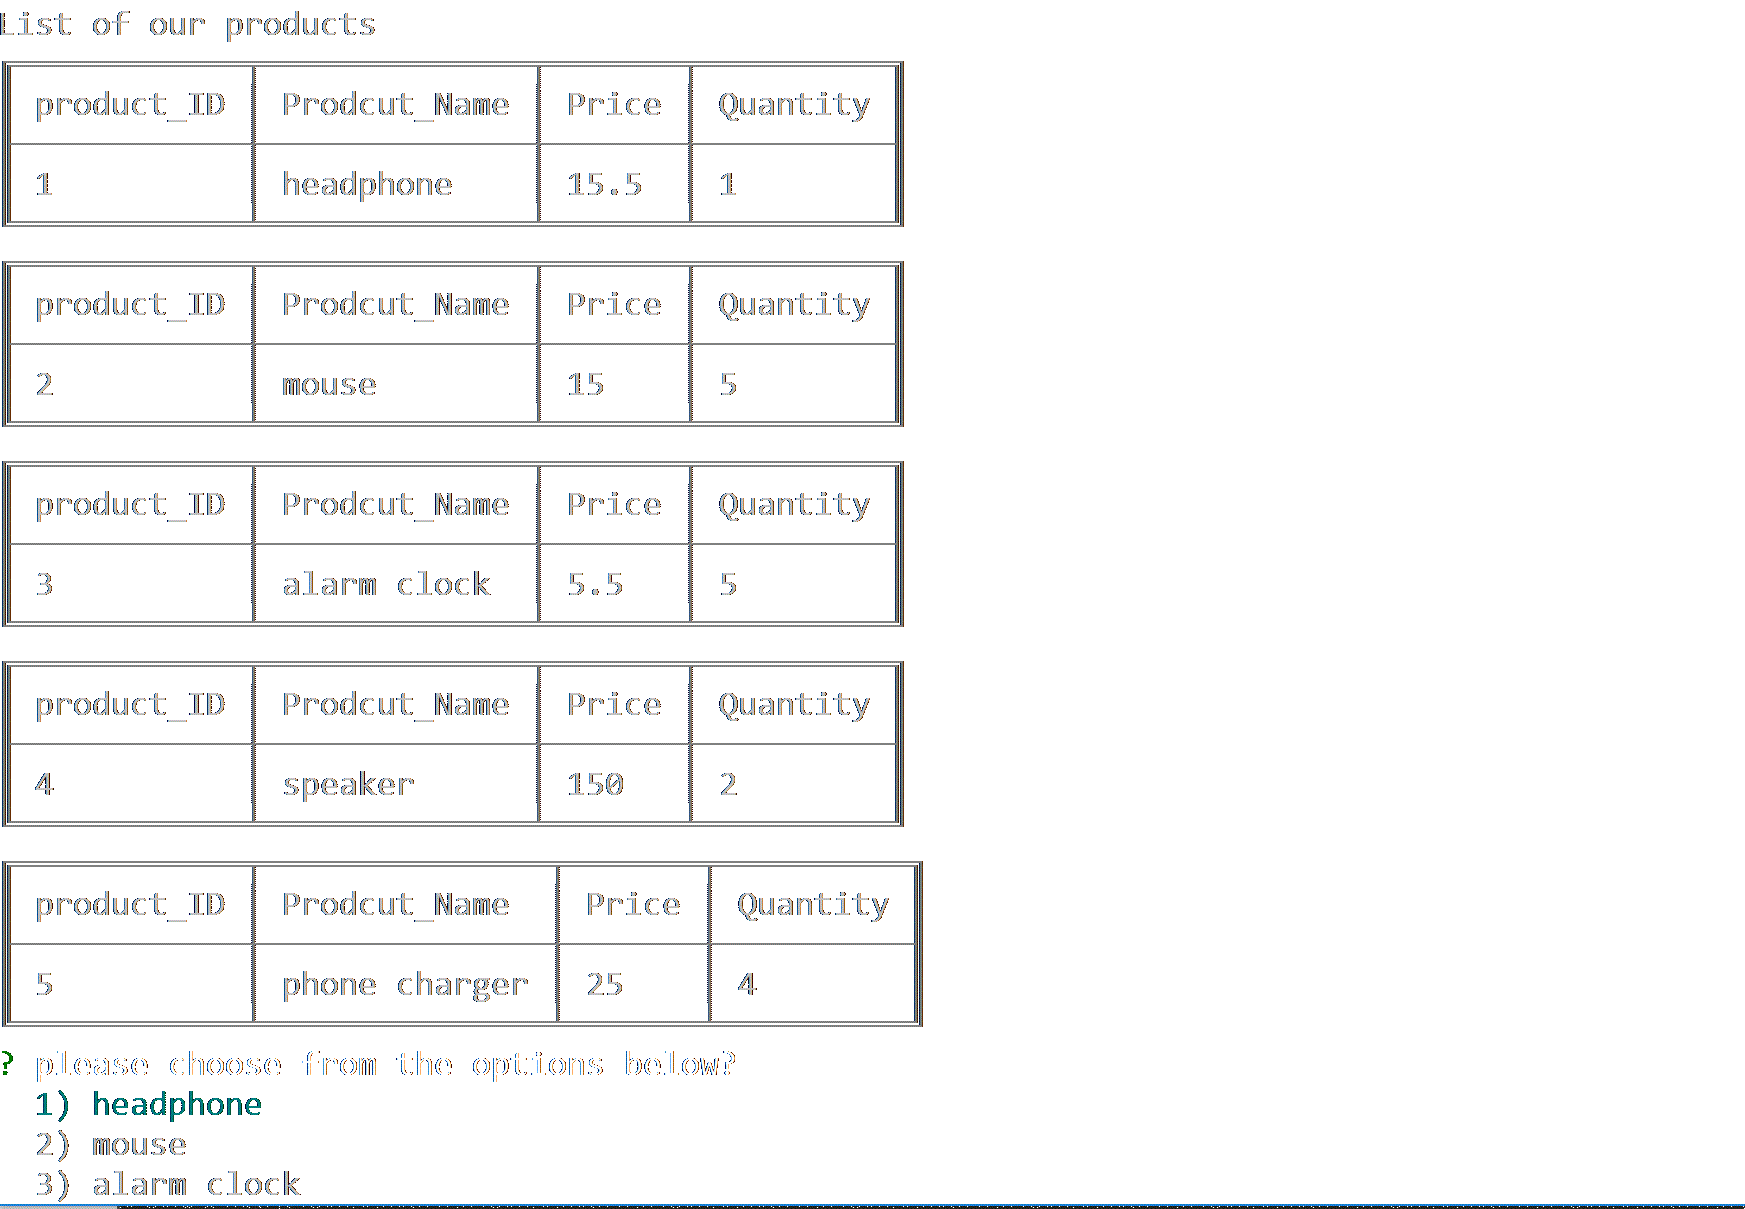 List of our products
product_ID Prodcut_Name Price Quantity
1 headphone 15.5 1
product_ID Prodcut_Name Price Quantity
2 mouse 15 5
product_ID Prodcut_Name Price Quantity
3 alarm clock 5.5 5
product_ID Prodcut_Name Price Quantity
4 speaker 150 2
product_ID Prodcut_Name Price Quantity
5 phone charger 25 4
? please choose from the options below?
1) headphone
2) mouse
3) alarm clock